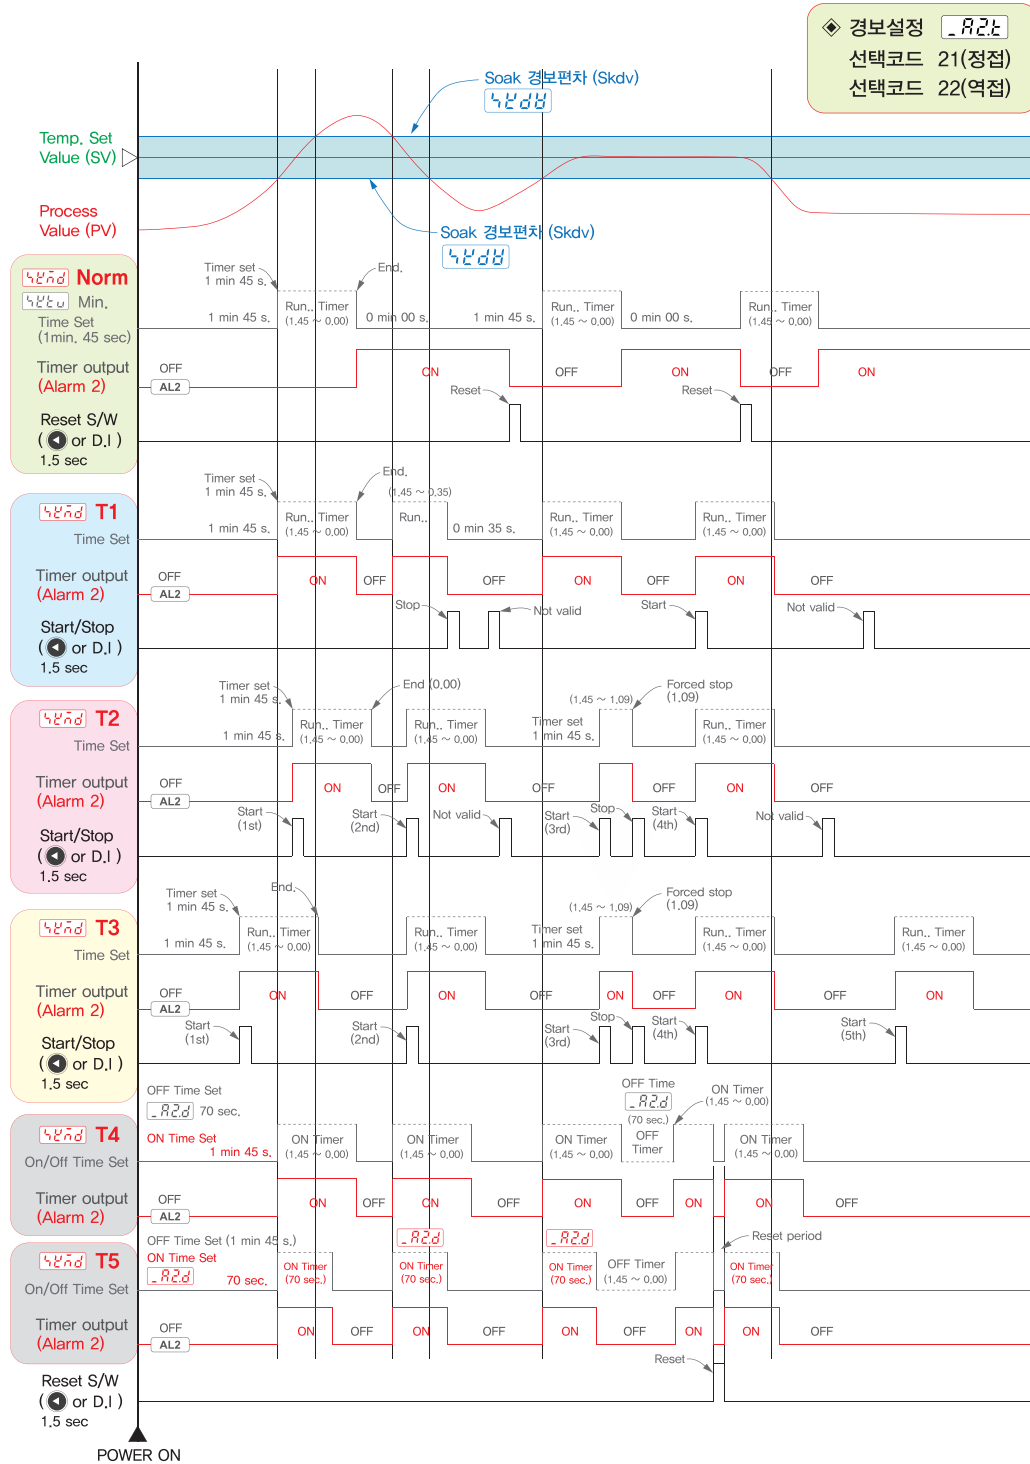 ◈ 경보설정 _A2.t
선택코드 21(정접)
선택코드 22(역접)
Soak 경보편차 (Skdv)
Temp. Set
Value (SV)
Process
Value (PV)
Soak 경보편차 (Skdv)
Norm
Min.
Time Set
(1min. 45 sec)
Timer set
1 min 45 s.
End.
1 min 45 s.
Run.. Timer
(1.45 ~ 0.00)
0 min 00 s.
1 min 45 s.
Run.. Timer
(1.45 ~ 0.00)
0 min 00 s.
Run.. Timer
(1.45 ~ 0.00)
Timer output
(Alarm 2)
OFF
AL2
ON
OFF
ON
OFF
ON
Reset S/W
( ◀ or D.I )
1.5 sec
Reset
Reset
T1
Time Set
Timer set
1 min 45 s.
End.
(1.45 ~ 0.35)
1 min 45 s.
Run.. Timer
(1.45 ~ 0.00)
Run..
0 min 35 s.
Run.. Timer
(1.45 ~ 0.00)
Run.. Timer
(1.45 ~ 0.00)
Timer output
(Alarm 2)
OFF
AL2
ON
OFF
OFF
ON
OFF
ON
OFF
Start/Stop
( ◀ or D.I )
1.5 sec
Stop
Not valid
Start
Not valid
T2
Time Set
Timer set
1 min 45 s.
End (0.00)
(1.45 ~ 1.09)
Forced stop
(1.09)
1 min 45 s.
Run.. Timer
(1.45 ~ 0.00)
Run.. Timer
(1.45 ~ 0.00)
Timer set
1 min 45 s.
Run.. Timer
(1.45 ~ 0.00)
Timer output
(Alarm 2)
OFF
AL2
ON
OFF
ON
OFF
OFF
ON
OFF
Start/Stop
( ◀ or D.I )
1.5 sec
Start
(1st)
Start
(2nd)
Not valid
Start
(3rd)
Stop
Start
(4th)
Not valid
T3
Time Set
Timer set
1 min 45 s.
End.
(1.45 ~ 1.09)
Forced stop
(1.09)
1 min 45 s.
Run.. Timer
(1.45 ~ 0.00)
Run.. Timer
(1.45 ~ 0.00)
Timer set
1 min 45 s.
Run.. Timer
(1.45 ~ 0.00)
Run.. Timer
(1.45 ~ 0.00)
Timer output
(Alarm 2)
OFF
AL2
ON
OFF
ON
OFF
ON
OFF
ON
OFF
ON
Start/Stop
( ◀ or D.I )
1.5 sec
Start
(1st)
Start
(2nd)
Start
(3rd)
Stop
Start
(4th)
Start
(5th)
OFF Time Set
_A2.d 70 sec.
OFF Time
_A2.d
(70 sec.)
ON Timer
(1.45 ~ 0.00)
T4
On/Off Time Set
ON Time Set
1 min 45 s.
ON Timer
(1.45 ~ 0.00)
ON Timer
(1.45 ~ 0.00)
ON Timer
(1.45 ~ 0.00)
OFF
Timer
ON Timer
(1.45 ~ 0.00)
Timer output
(Alarm 2)
OFF
AL2
ON
OFF
ON
OFF
ON
OFF
ON
ON
OFF
OFF Time Set (1 min 45 s.)
_A2.d
_A2.d
Reset period
T5
On/Off Time Set
ON Time Set
_A2.d 70 sec.
ON Timer
(70 sec.)
ON Timer
(70 sec.)
ON Timer
(70 sec.)
OFF Timer
(1.45 ~ 0.00)
ON Timer
(70 sec.)
Timer output
(Alarm 2)
OFF
AL2
ON
OFF
ON
OFF
ON
OFF
ON
ON
OFF
Reset S/W
( ◀ or D.I )
1.5 sec
Reset
POWER ON